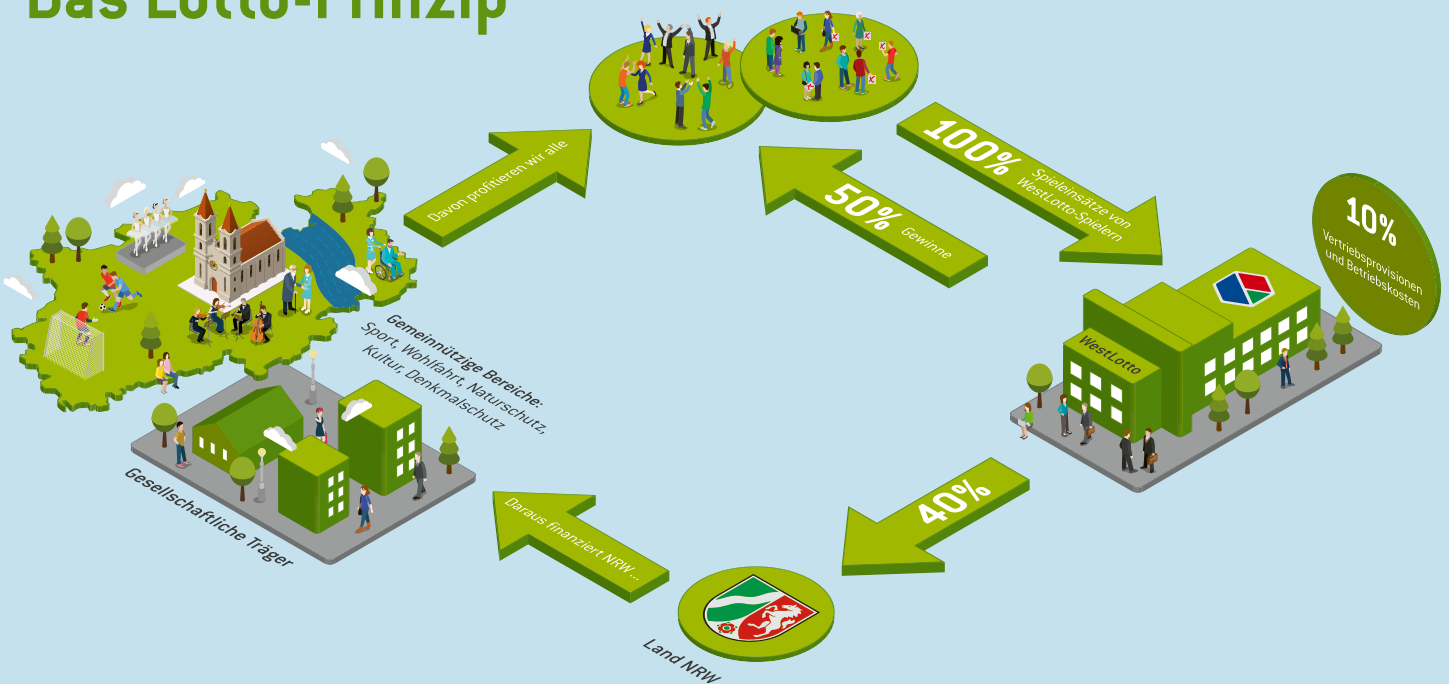 Das Lotto-Prinzip
Davon profitieren wir alle
100%
Spieleinsätze von
WestLotto-Spielern
50% Gewinne
10%
Vertriebsprovisionen
und Betriebskosten
WestLotto
Gemeinnützige Bereiche:
Sport, Wohlfahrt, Naturschutz,
Kultur, Denkmalschutz
Gesellschaftliche Träger
40%
Daraus finanziert NRW...
Land NRW